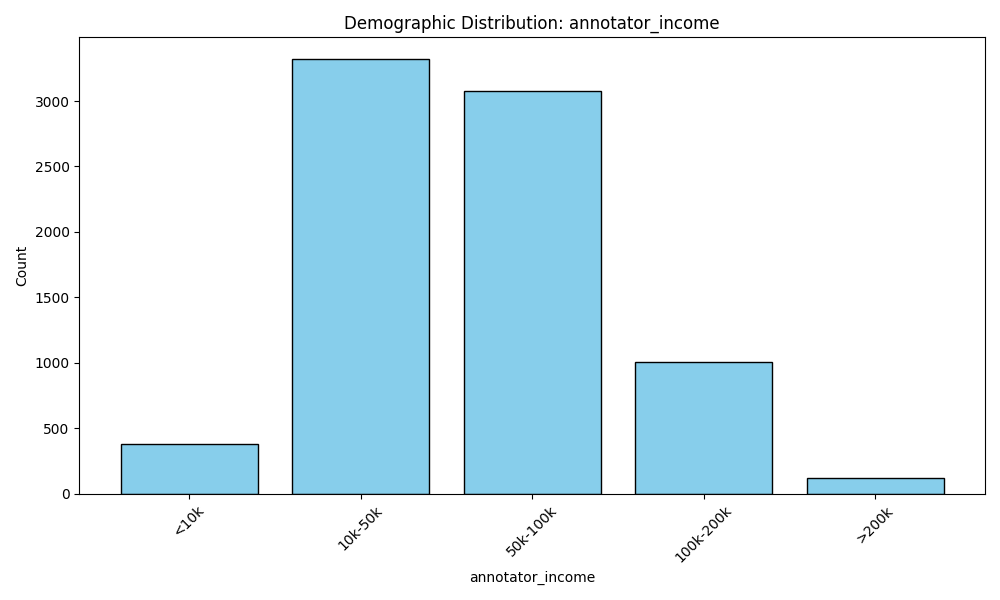 Demographic Distribution: annotator_income
Count
3000
2500
2000
1500
1000
500
0
<10k
10k-50k
50k-100k
100k-200k
>200k
annotator_income